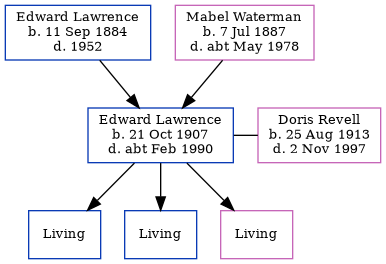 Edward Lawrence
b. 11 Sep 1884
d. 1952
Mabel Waterman
b. 7 Jul 1887
d. abt May 1978
Edward Lawrence
b. 21 Oct 1907
d. abt Feb 1990
Doris Revell
b. 25 Aug 1913
d. 2 Nov 1997
Living
Living
Living